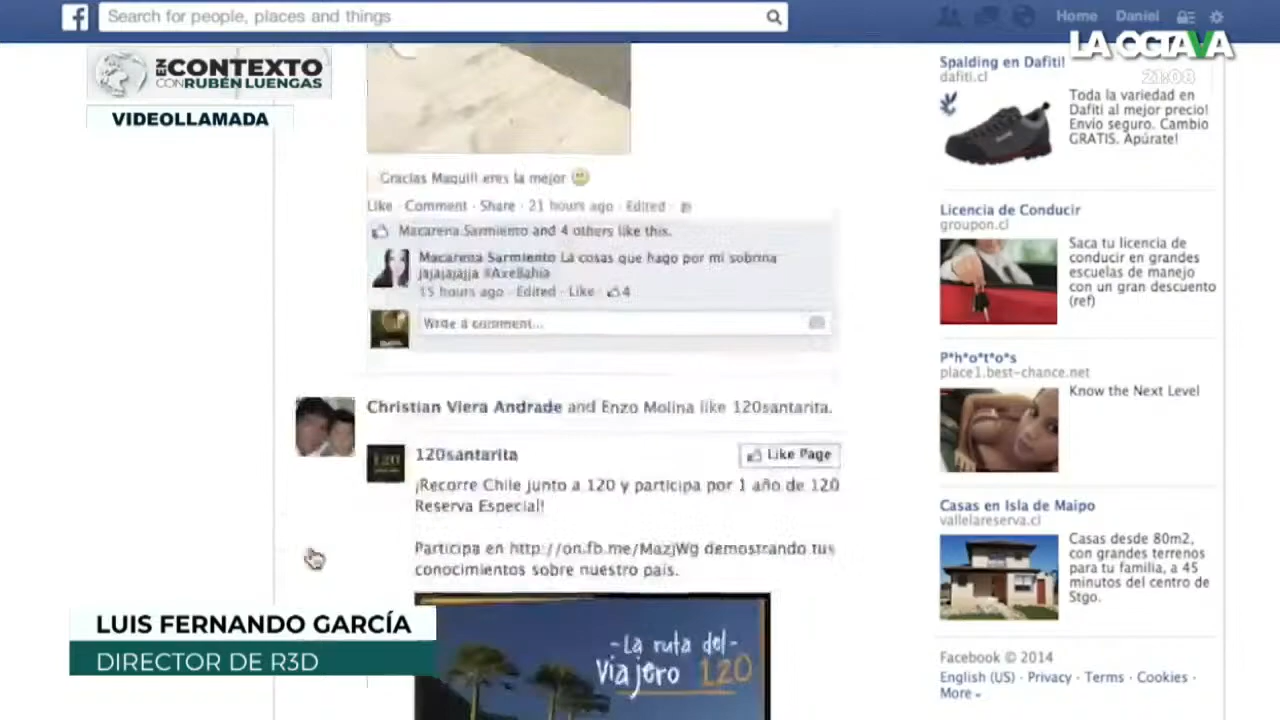 Search for people, places and things
Home Daniel
LA OCTAVA
21:08
EN CONTEXTO
CON RUBÉN LUENGAS
VIDEOLLAMADA
Gracias Maquili eres la mejor
Like · Comment · Share · 21 hours ago · Edited ·
Macarena Sarmiento and 4 others like this.
Macarena Sarmiento La cosas que hago por mi sobrina
jajajajajja #AxeBahia
15 hours ago · Edited · Like · 4
Write a comment...
Christian Viera Andrade and Enzo Molina like 120santarita.
120
120santarita
Like Page
¡Recorre Chile junto a 120 y participa por 1 año de 120
Reserva Especial!
Participa en http://on.fb.me/MazjWg demostrando tus
conocimientos sobre nuestro país.
-La ruta del-
Viajero 120
Spalding en Dafiti!
dafiti.cl
Toda la variedad en
Dafiti al mejor precio!
Envío seguro. Cambio
GRATIS. Apúrate!
Licencia de Conducir
groupon.cl
Saca tu licencia de
conducir en grandes
escuelas de manejo
con un gran descuento
(ref)
P*h*o*t*o*s
place1.best-chance.net
Know the Next Level
Casas en Isla de Maipo
vallelareserva.cl
Casas desde 80m2,
con grandes terrenos
para tu familia, a 45
minutos del centro de
Stgo.
Facebook © 2014
English (US) · Privacy · Terms · Cookies ·
More
LUIS FERNANDO GARCÍA
DIRECTOR DE R3D